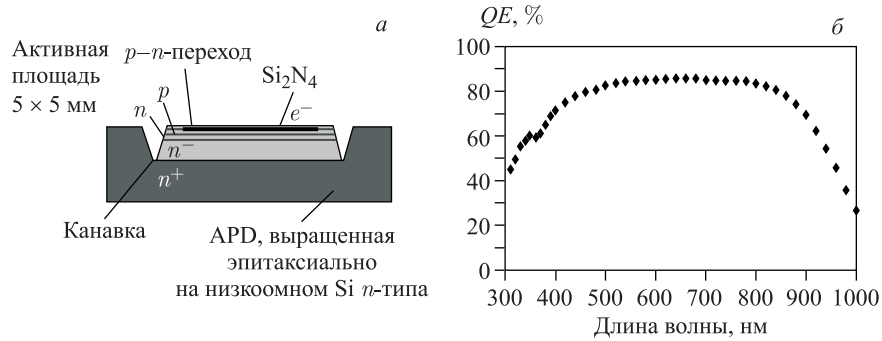 а
Активная
площадь
5 × 5 мм
p–n-переход
Si₂N₄
p
n
e⁻
n⁻
n⁺
Канавка
APD, выращенная
эпитаксиально
на низкоомном Si n-типа
QE, %
б
100
80
60
40
20
0
300 400 500 600 700 800 900 1000
Длина волны, нм